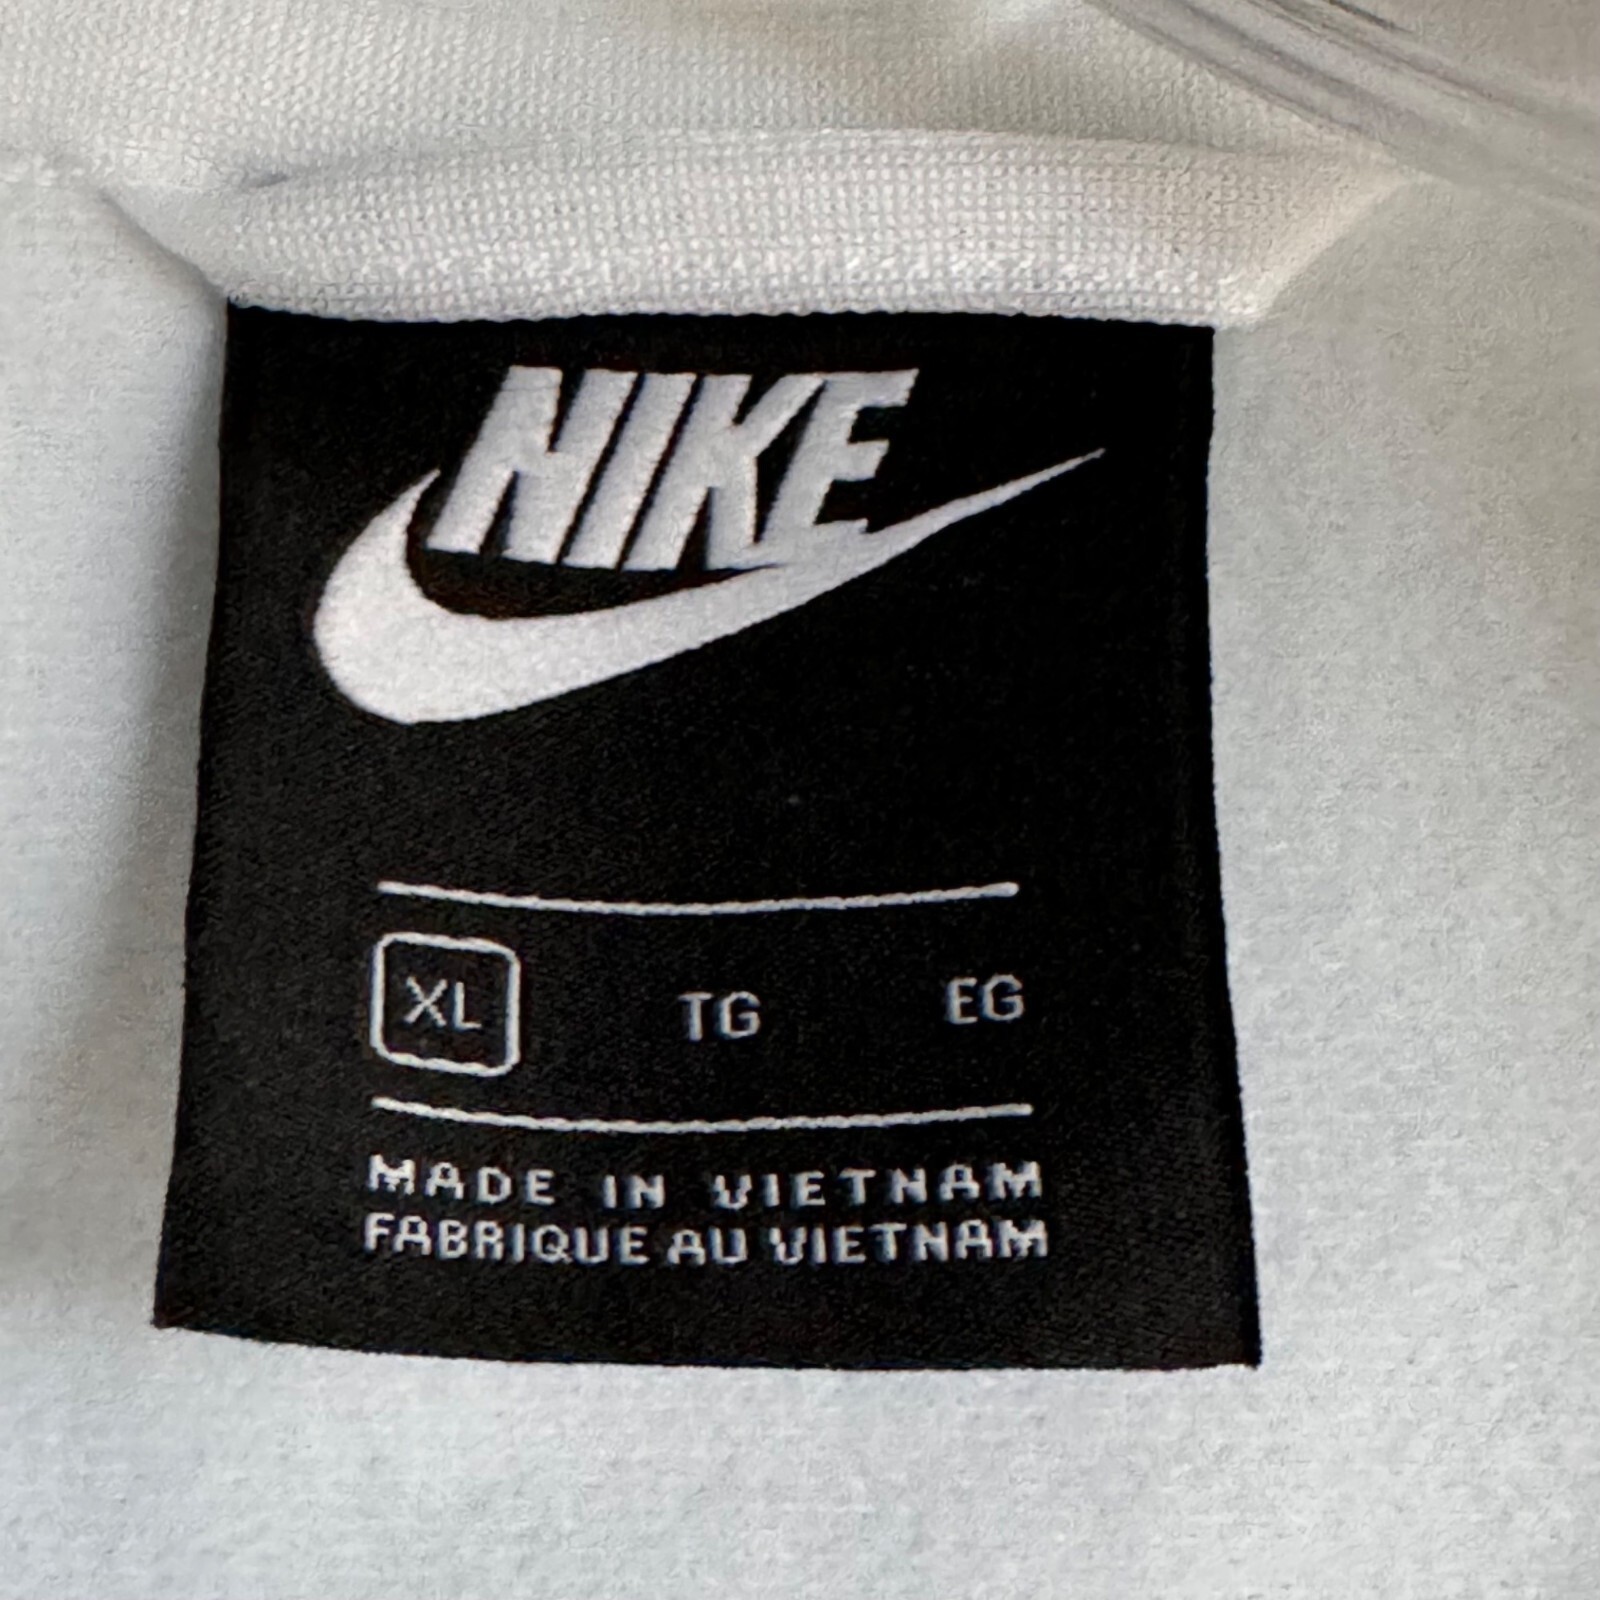 NIKE
XL TG EG
MADE IN VIETNAM
FABRIQUE AU VIETNAM